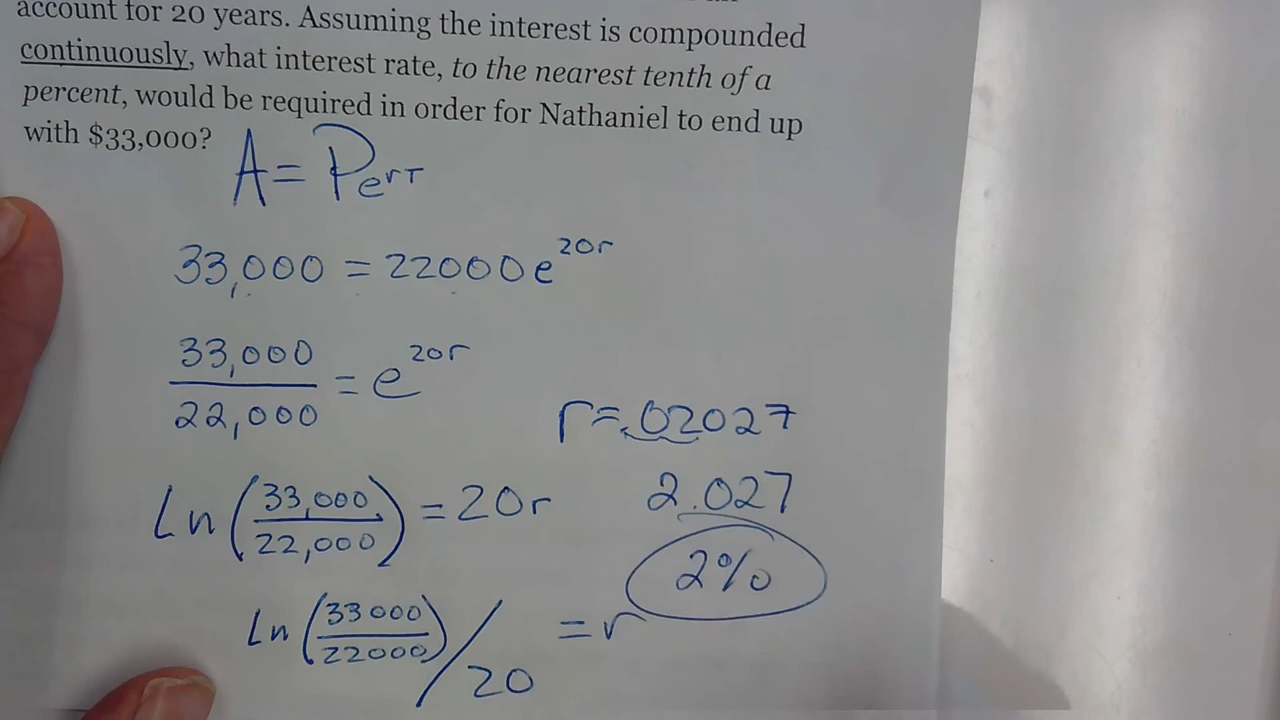 account for 20 years. Assuming the interest is compounded
continuously, what interest rate, to the nearest tenth of a
percent, would be required in order for Nathaniel to end up
with $33,000?
A = Pe^rT
33,000 = 22000e^20r
33,000/22,000 = e^20r
r=.02027
Ln(33,000/22,000) = 20r
2.027
2%
Ln(33000/22000)/20 = r